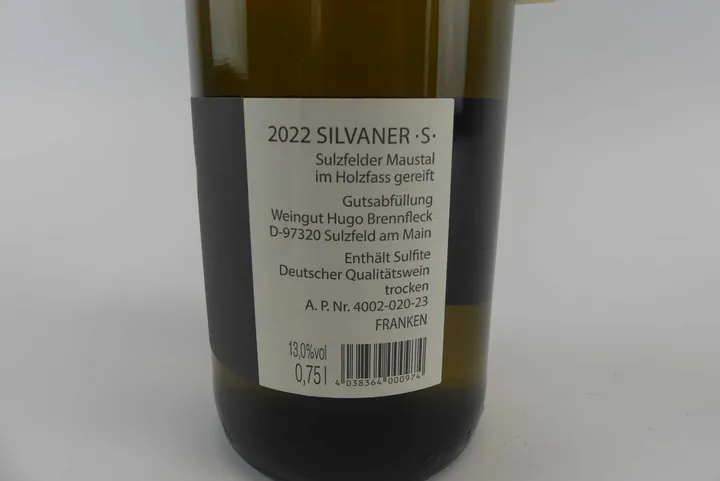 2022 SILVANER ·S·
Sulzfelder Maustal
im Holzfass gereift
Gutsabfüllung
Weingut Hugo Brennfleck
D-97320 Sulzfeld am Main
Enthält Sulfite
Deutscher Qualitätswein
trocken
A. P. Nr. 4002-020-23
FRANKEN
13,0%vol
0,75 l
4 038364 000974